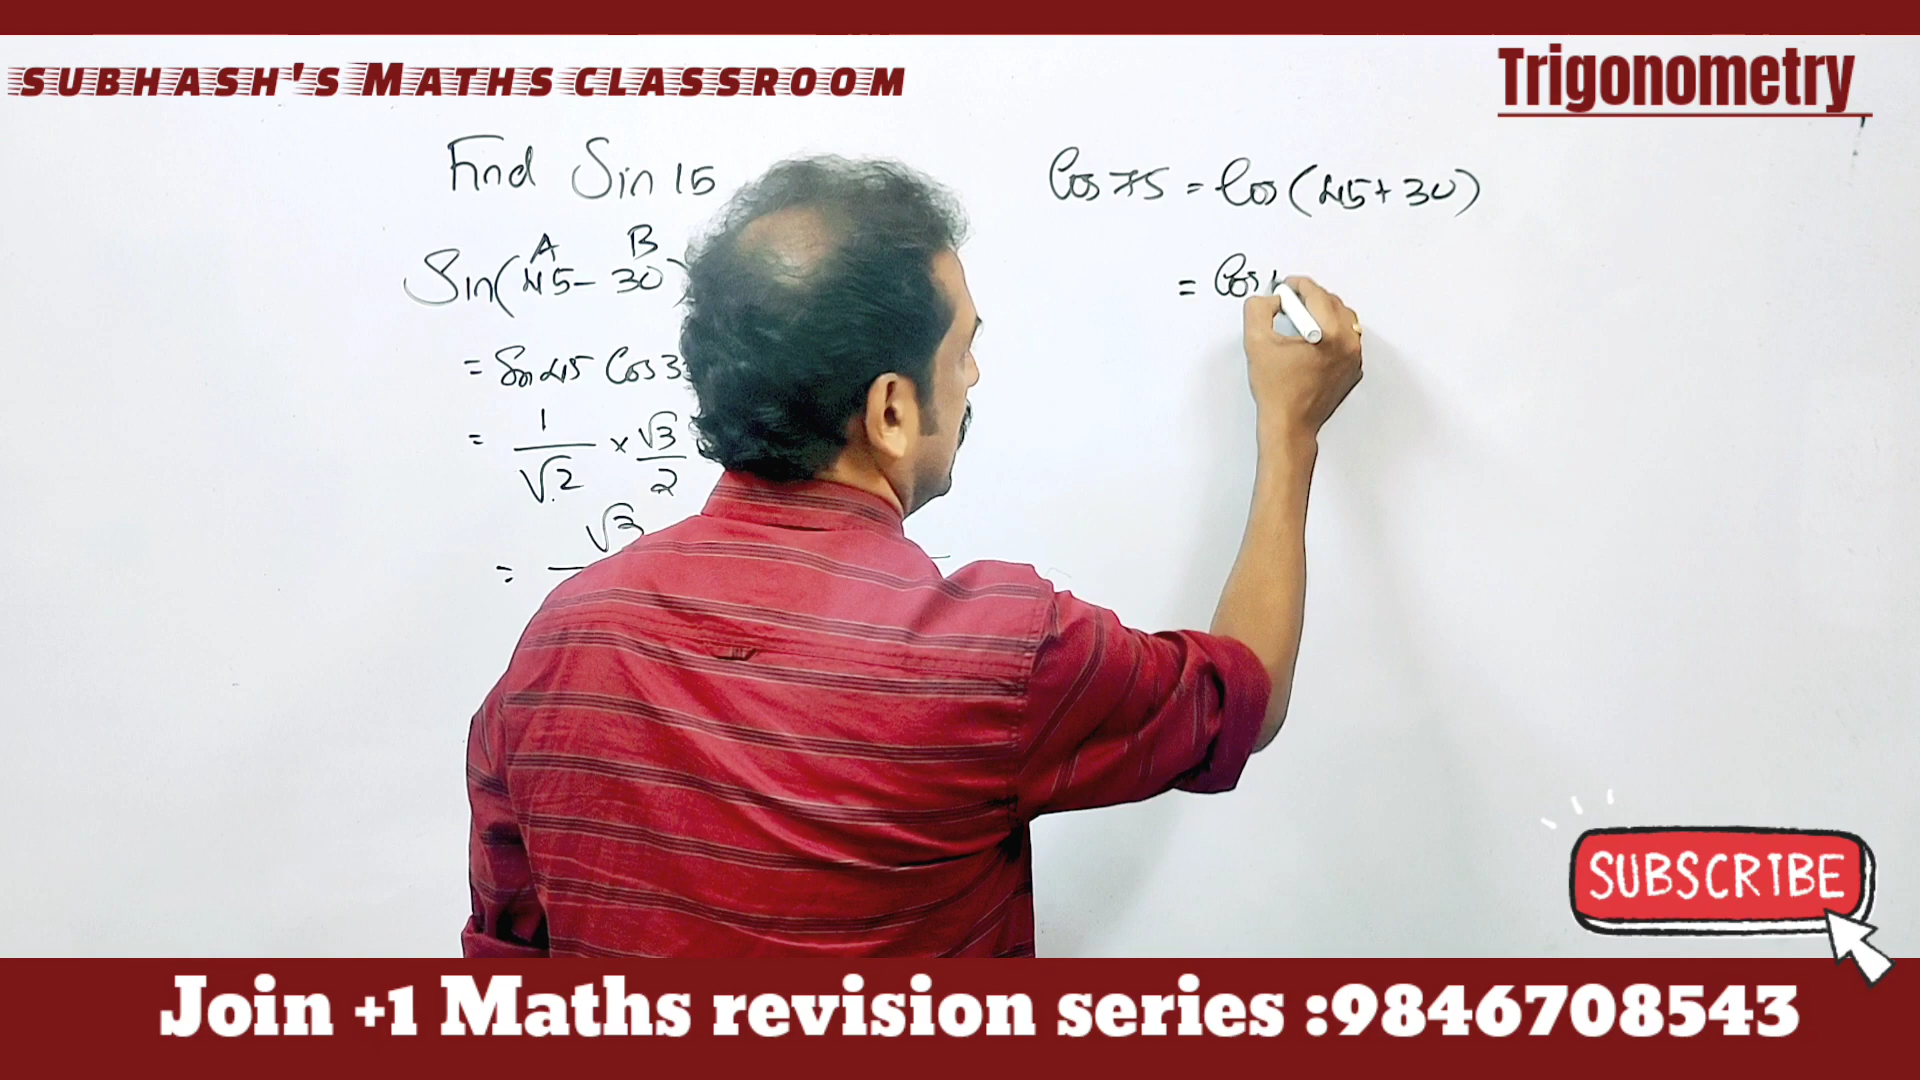 SUBHASH'S MATHS CLASSROOM
Trigonometry
Find Sin 15
A B
Sin(45- 30)
= Sin 45 Cos 3
= 1/√2 × √3/2
= √3
Cos 75 = Cos (45+30)
= Cos
SUBSCRIBE
Join +1 Maths revision series :9846708543